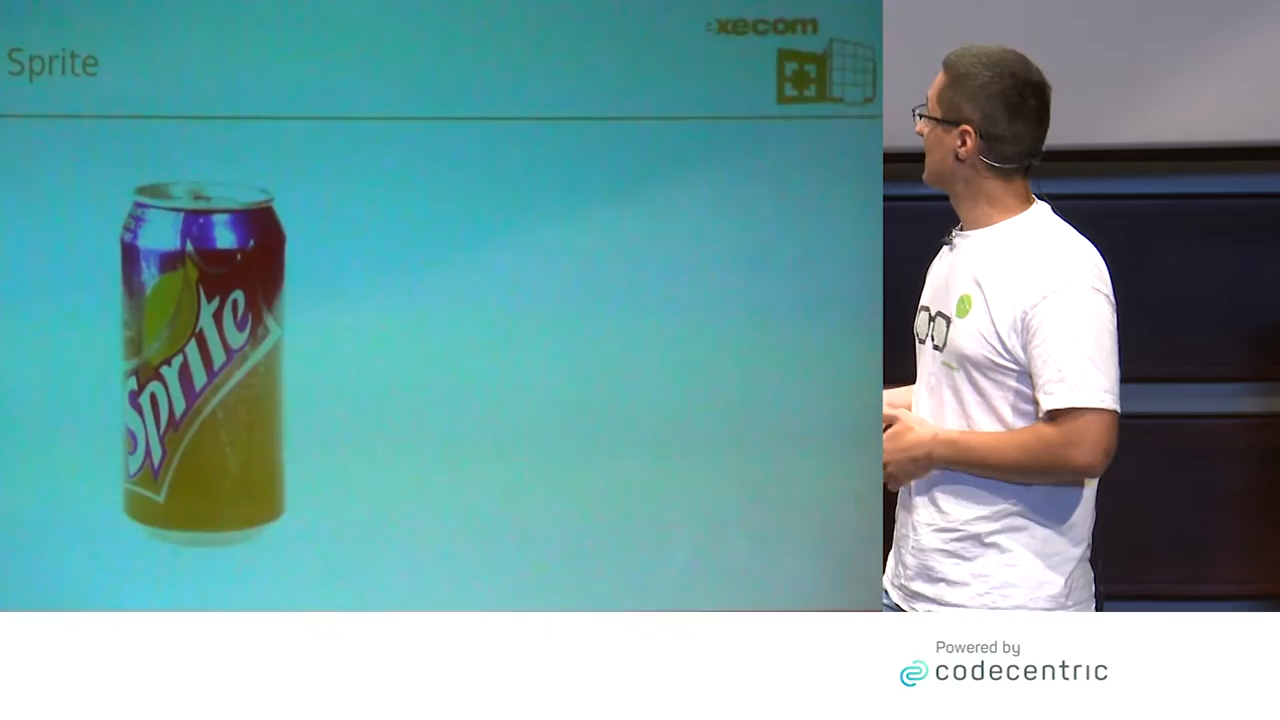 Sprite
xecom
Sprite
Powered by
codecentric